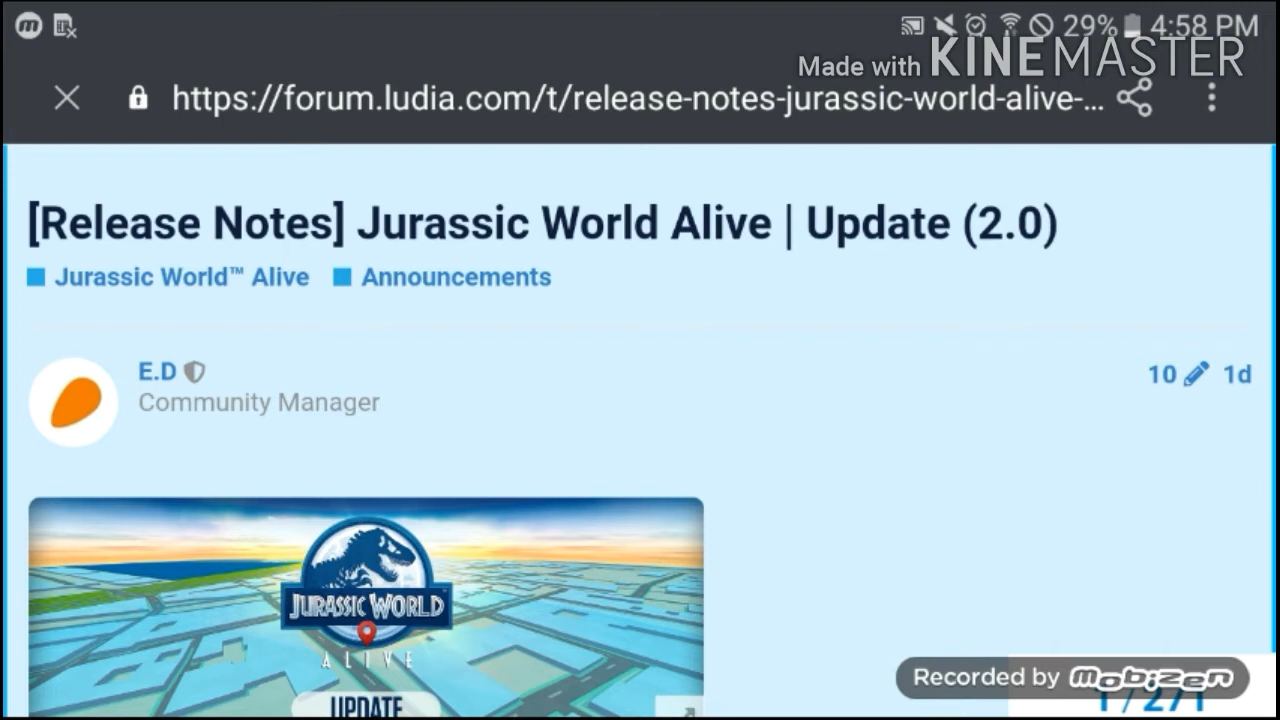 29% 4:58 PM
Made with KINEMASTER
https://forum.ludia.com/t/release-notes-jurassic-world-alive-...
[Release Notes] Jurassic World Alive | Update (2.0)
Jurassic World™ Alive Announcements
E.D
10 1d
Community Manager
JURASSIC WORLD
ALIVE
UPDATE
Recorded by mobizen
1/271